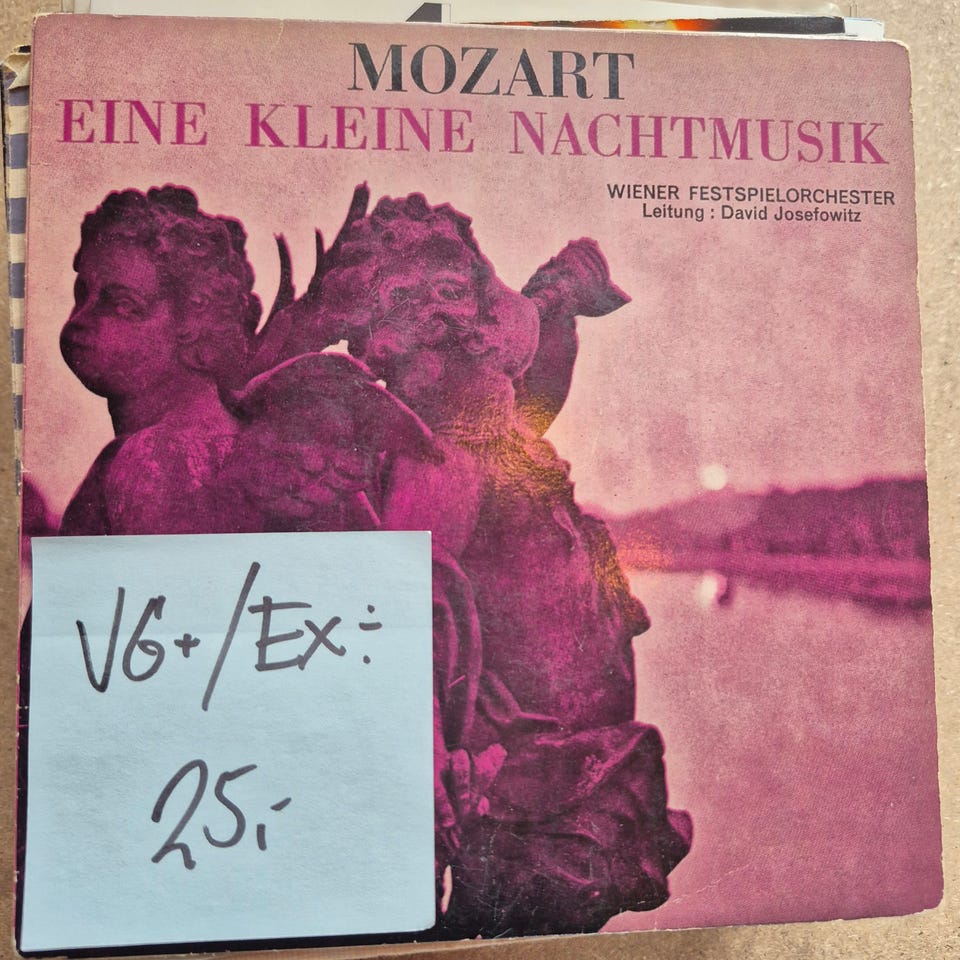 MOZART
EINE KLEINE NACHTMUSIK
WIENER FESTSPIELORCHESTER
Leitung : David Josefowitz
VG+/Ex÷
25,-